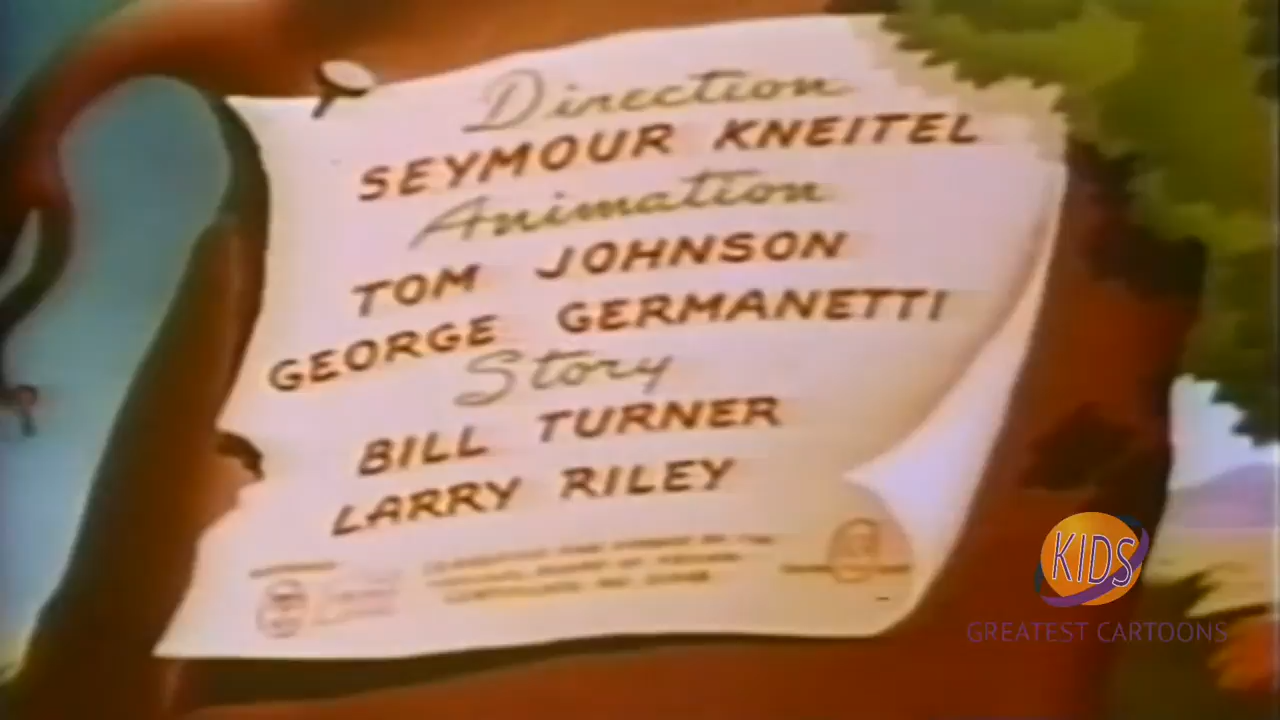 Direction
SEYMOUR KNEITEL
Animation
TOM JOHNSON
GEORGE GERMANETTI
Story
BILL TURNER
LARRY RILEY
KIDS
GREATEST CARTOONS